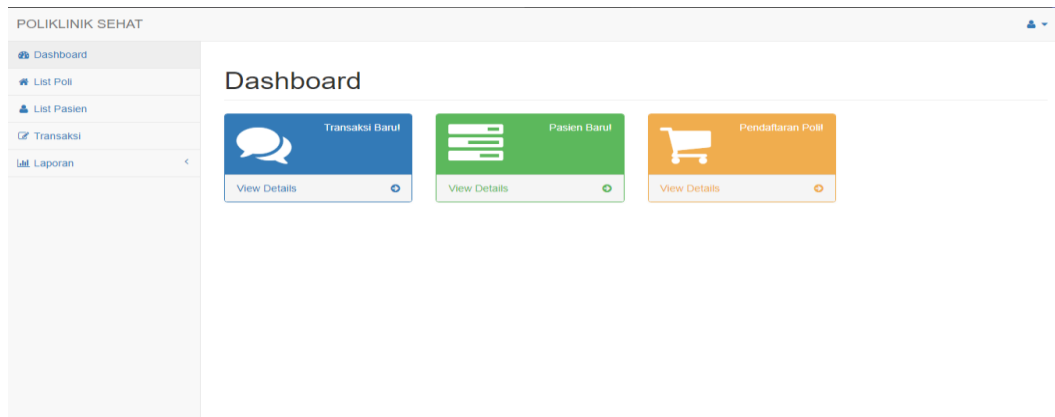 POLIKLINIK SEHAT
Dashboard
List Poli
List Pasien
Transaksi
Laporan
Dashboard
Transaksi Baru!
View Details
Pasien Baru!
View Details
Pendaftaran Poli!
View Details